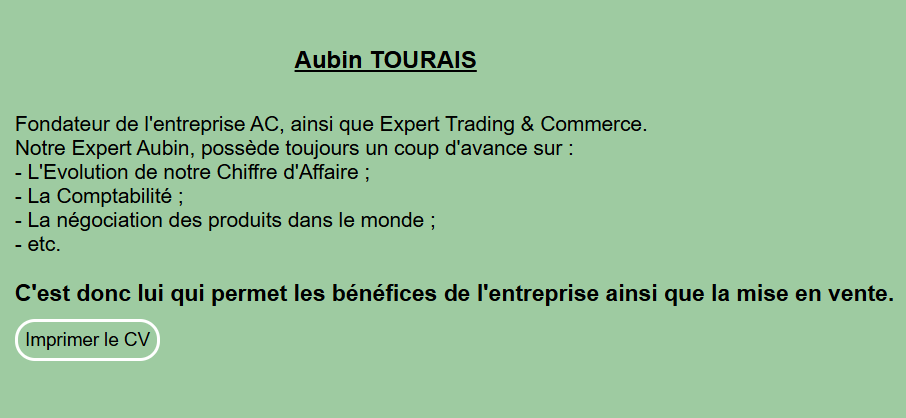 Aubin TOURAIS
Fondateur de l'entreprise AC, ainsi que Expert Trading & Commerce.
Notre Expert Aubin, possède toujours un coup d'avance sur :
- L'Evolution de notre Chiffre d'Affaire ;
- La Comptabilité ;
- La négociation des produits dans le monde ;
- etc.
C'est donc lui qui permet les bénéfices de l'entreprise ainsi que la mise en vente.
Imprimer le CV